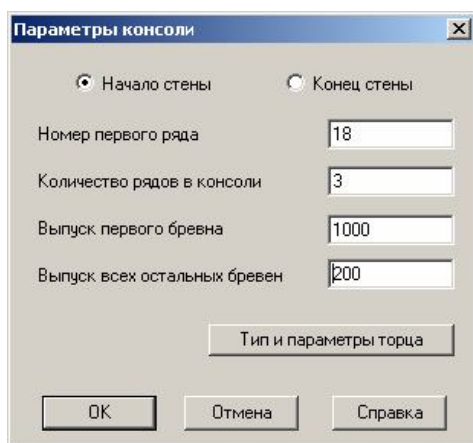 Параметры консоли
Начало стены Конец стены
Номер первого ряда 18
Количество рядов в консоли 3
Выпуск первого бревна 1000
Выпуск всех остальных бревен 200
Тип и параметры торца
OK Отмена Справка